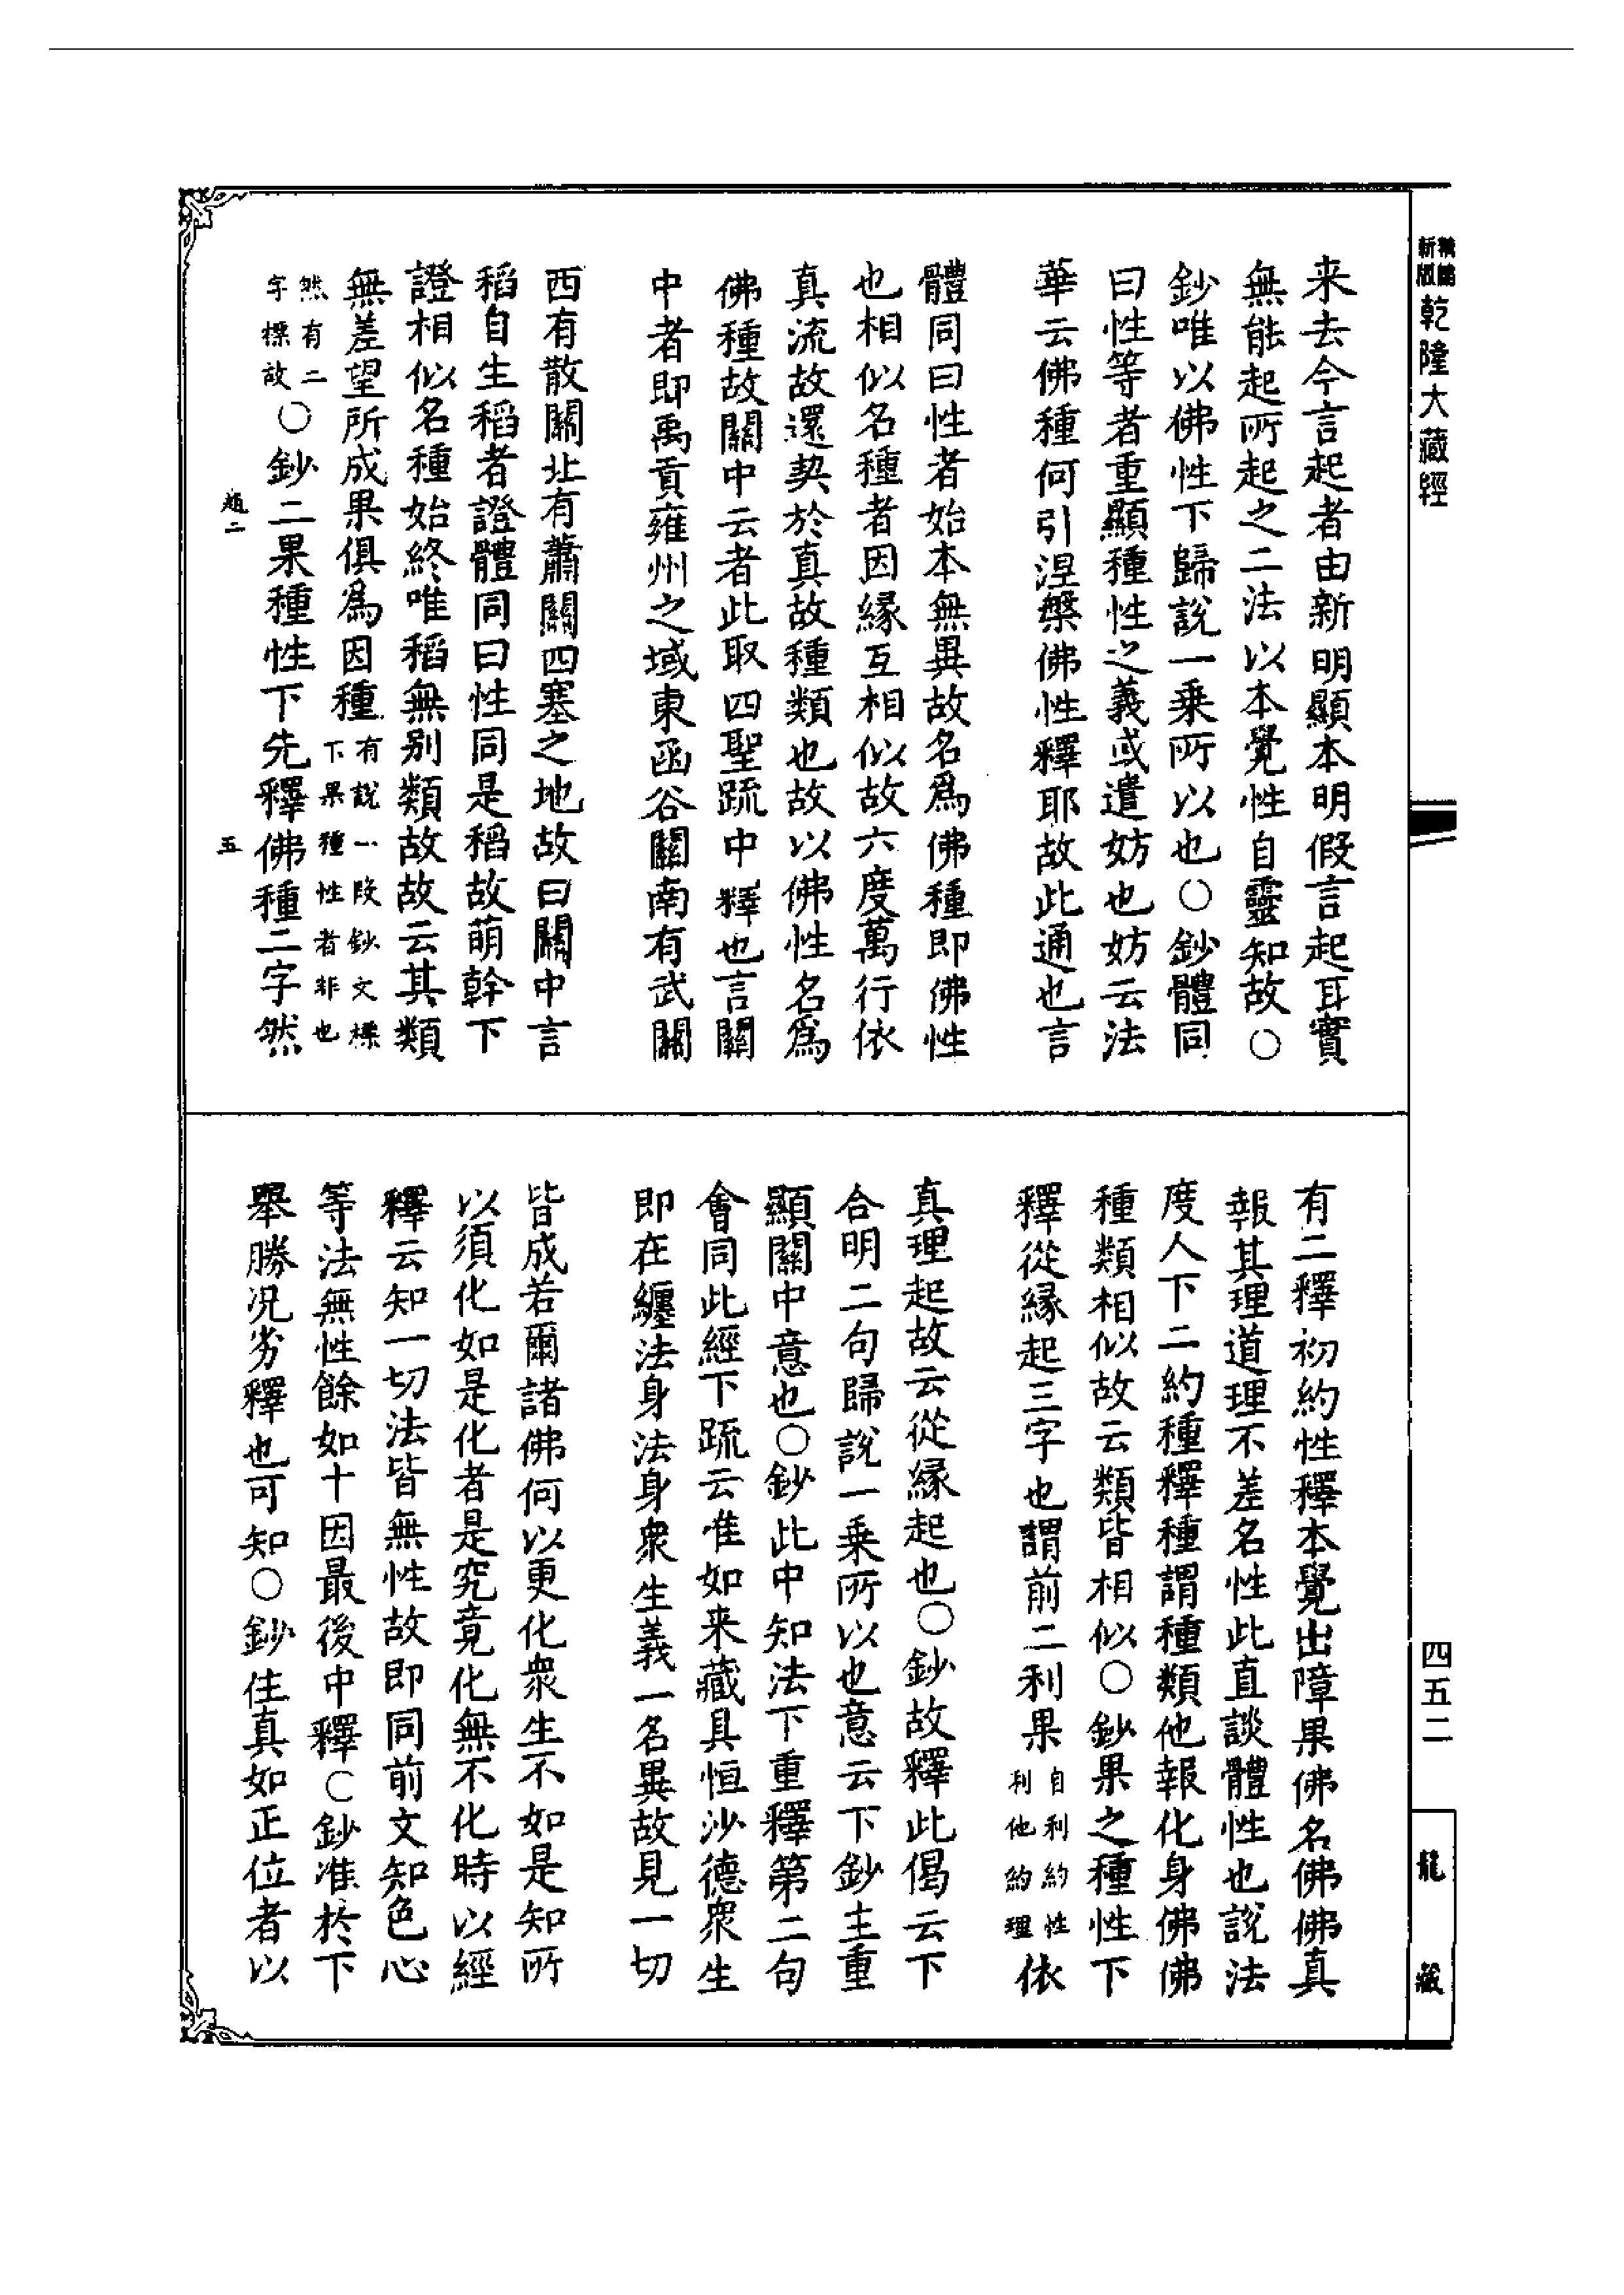 新編縮版
乾隆大藏經
来去今言起者由新明顯本明假言起耳實
無能起所起之二法以本覺性自靈知故○
鈔唯以佛性下歸說一乘所以也○鈔體同
曰性等者重顯種性之義或遣妨也妨云法
華云佛種何引涅槃佛性釋耶故此通也言
體同曰性者始本無異故名爲佛種即佛性
也相似名種者因緣互相似故六度萬行依
真流故還契於真故種類也故以佛性名爲
佛種故關中云者此取四聖䟽中釋也言關
中者即禹貢雍州之域東函谷關南有武關
西有散關北有蕭關四塞之地故曰關中言
稻自生稻者證體同曰性同是稻故萌幹下
證相似名種始終唯稻無別類故故云其類
無差望所成果俱爲因種有說一段鈔文標下果種性者非也
然有二字標故○鈔二果種性下先釋佛種二字然
趙二
五
有二釋初約性釋本覺出障果佛名佛佛真
報其理道理不差名性此直談體性也說法
度人下二約種釋種謂種類他報化身佛佛
種類相似故云類皆相似○鈔果之種性下
釋從緣起三字也謂前二利果自利約性利他約理依
真理起故云從緣起也○鈔故釋此偈云下
合明二句歸說一乘所以也意云下鈔主重
顯關中意也○鈔此中知法下重釋第二句
會同此經下䟽云唯如来藏具恒沙德衆生
即在纏法身法身衆生義一名異故見一切
皆成若爾諸佛何以更化衆生不如是知所
以須化如是化者是究竟化無不化時以經
釋云知一切法皆無性故即同前文知色心
等法無性餘如十因最後中釋○鈔准於下
舉勝況劣釋也可知○鈔住真如正位者以
四五二
龍藏